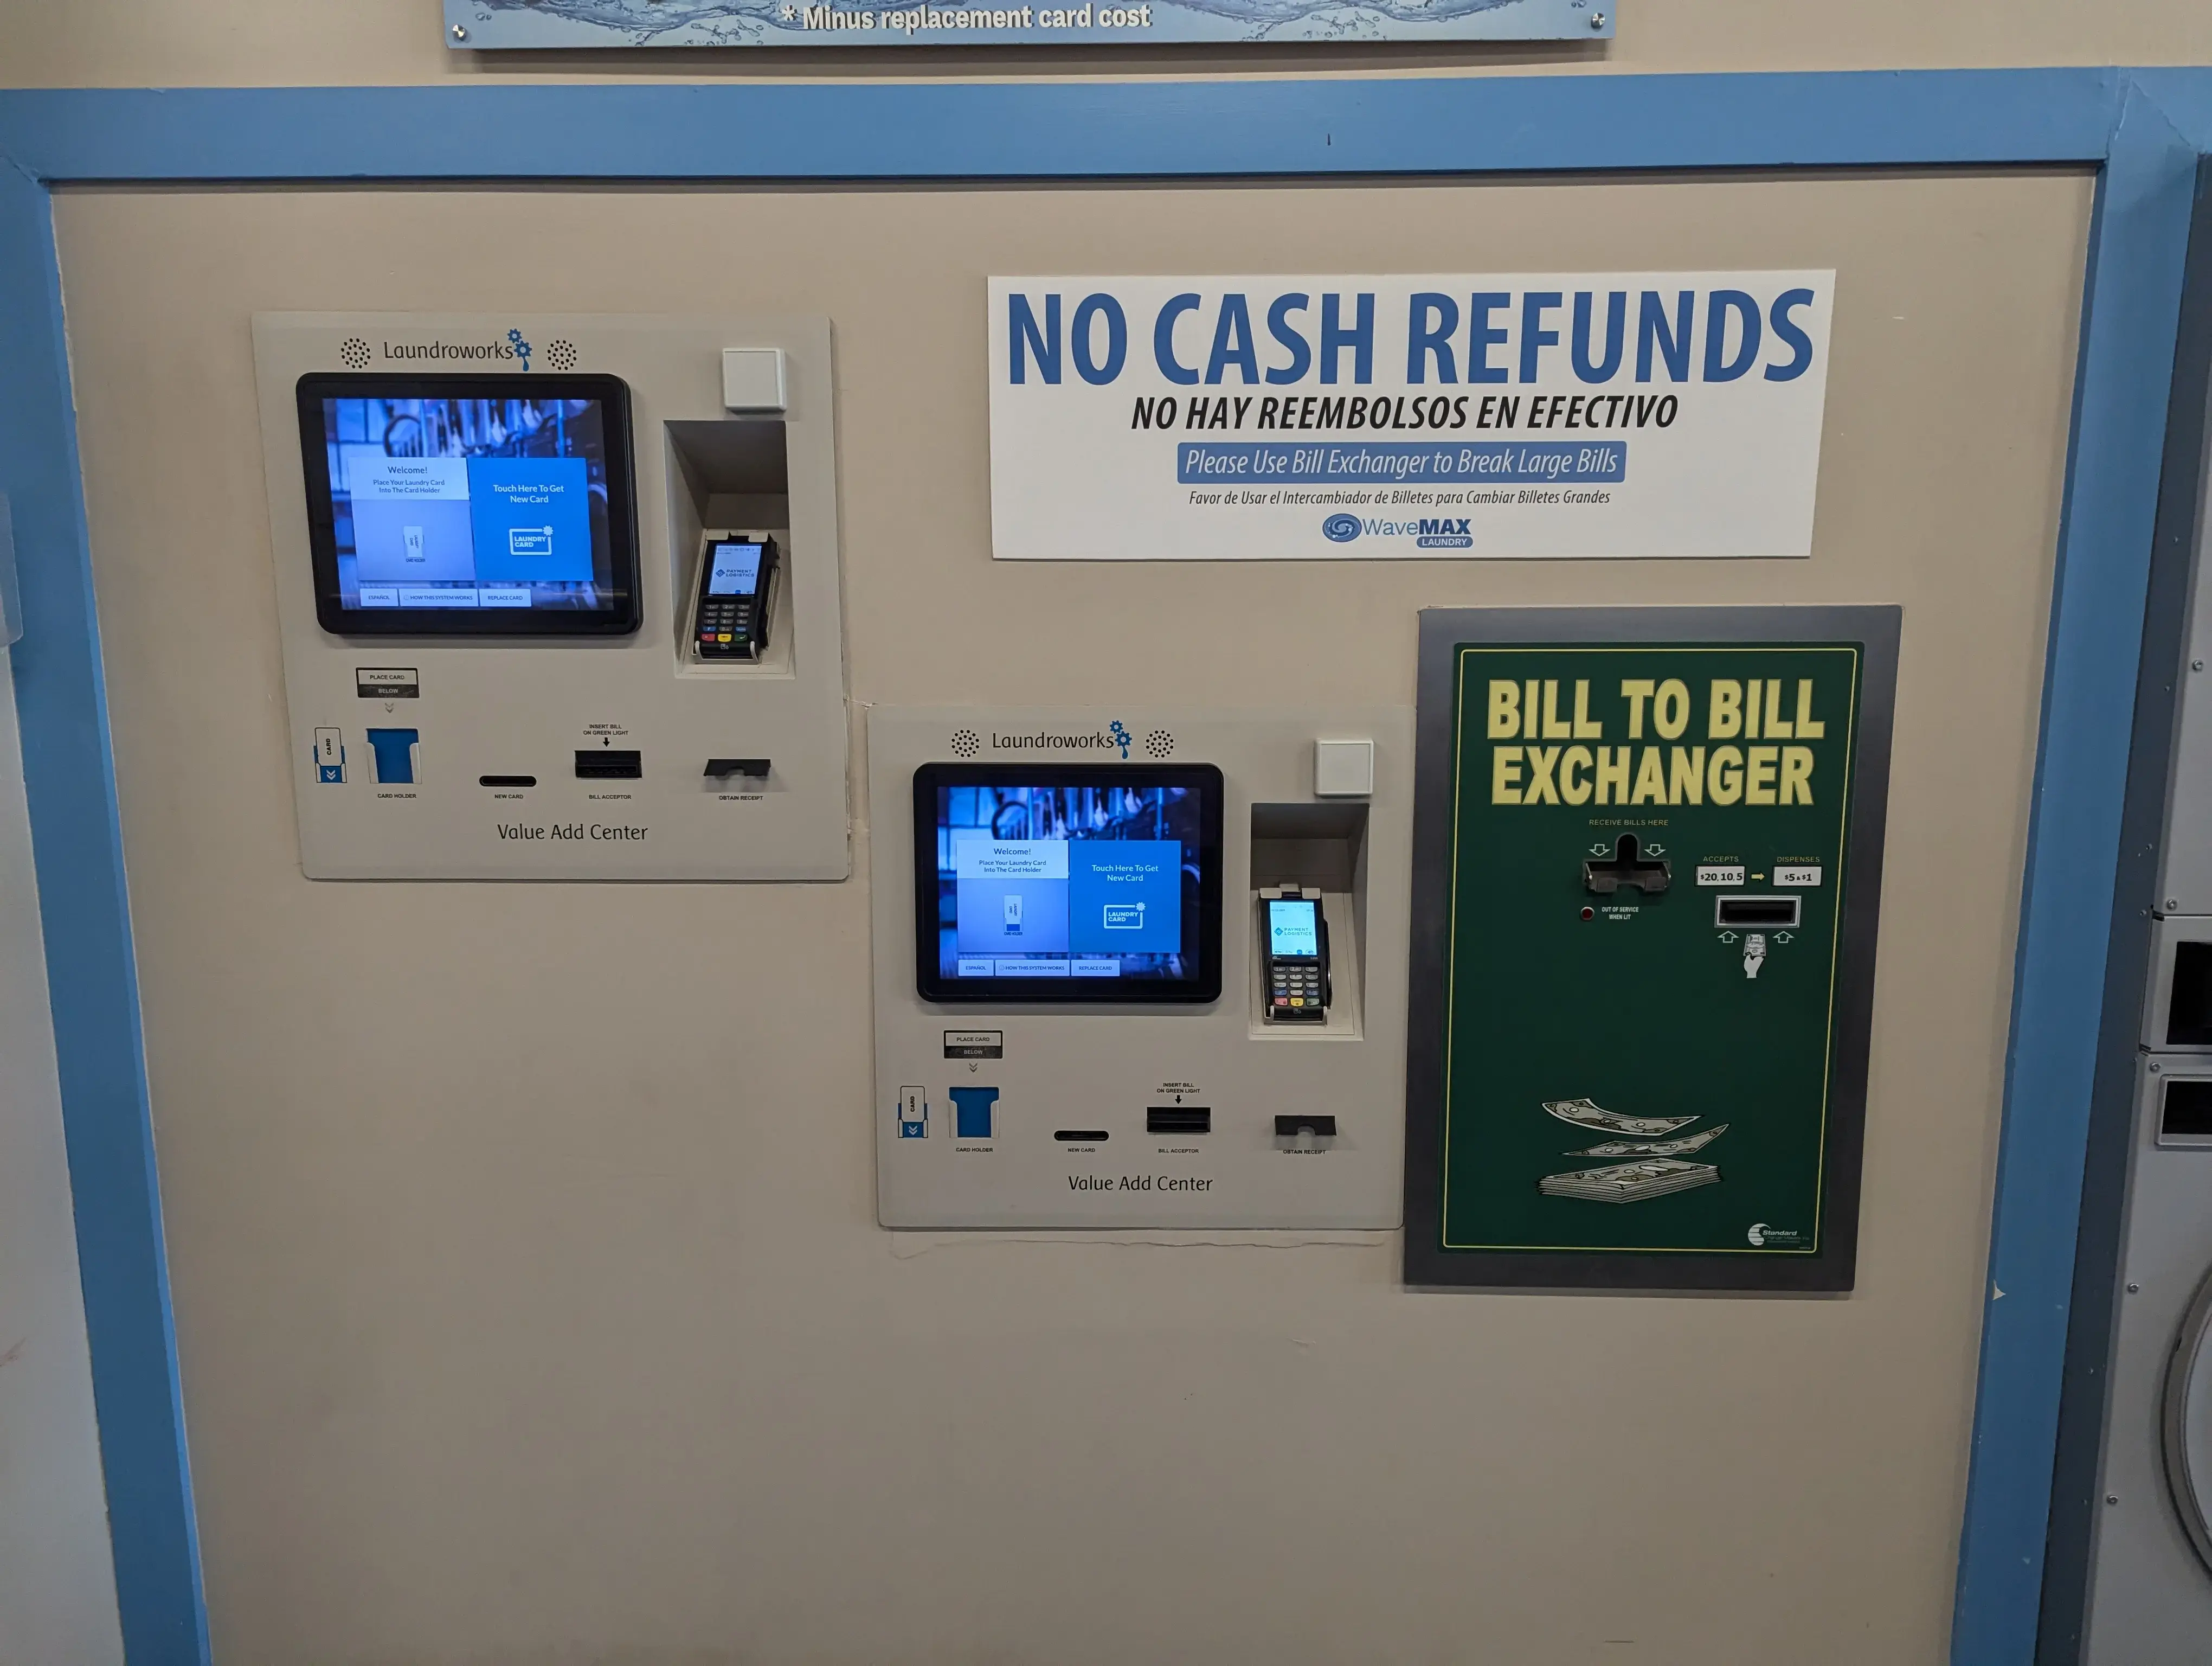 * Minus replacement card cost
Laundroworks
Welcome!
Place Your Laundry Card
Into The Card Holder
Touch Here To Get
New Card
LAUNDRY
CARD
ESPAÑOL
HOW THIS SYSTEM WORKS
REPLACE CARD
PAYMENT
LOGISTICS
PLACE CARD
BELOW
CARD
CARD HOLDER
NEW CARD
INSERT BILL
ON GREEN LIGHT
BILL ACCEPTOR
OBTAIN RECEIPT
Value Add Center
NO CASH REFUNDS
NO HAY REEMBOLSOS EN EFECTIVO
Please Use Bill Exchanger to Break Large Bills
Favor de Usar el Intercambiador de Billetes para Cambiar Billetes Grandes
WaveMAX
LAUNDRY
Laundroworks
Welcome!
Place Your Laundry Card
Into The Card Holder
Touch Here To Get
New Card
LAUNDRY
CARD
ESPAÑOL
HOW THIS SYSTEM WORKS
REPLACE CARD
PAYMENT
LOGISTICS
PLACE CARD
BELOW
CARD
CARD HOLDER
NEW CARD
INSERT BILL
ON GREEN LIGHT
BILL ACCEPTOR
OBTAIN RECEIPT
Value Add Center
BILL TO BILL
EXCHANGER
RECEIVE BILLS HERE
ACCEPTS
DISPENSES
$20, 10, 5
$5 & $1
OUT OF SERVICE
WHEN LIT
Standard